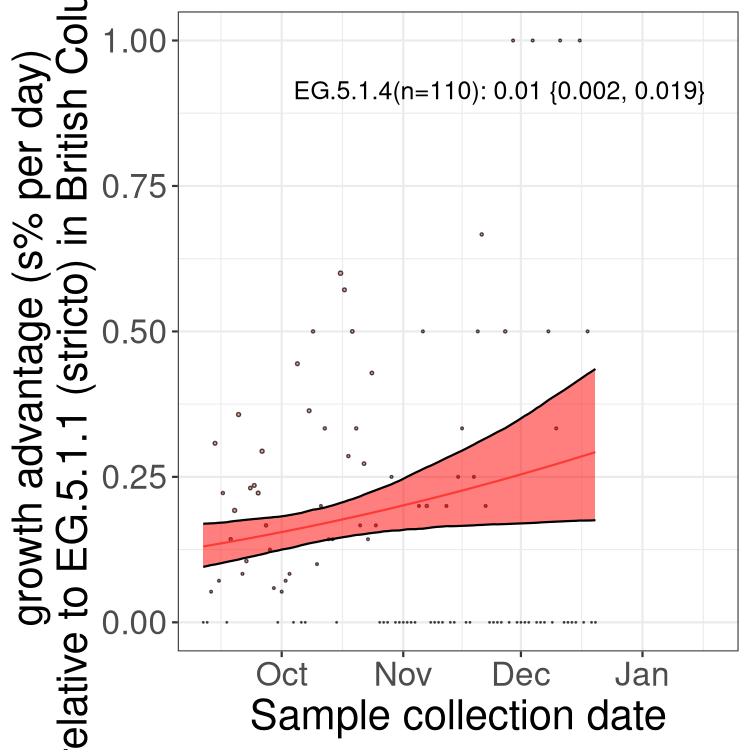 growth advantage (s% per day)
relative to EG.5.1.1 (stricto) in British Colu
1.00
0.75
0.50
0.25
0.00
EG.5.1.4(n=110): 0.01 {0.002, 0.019}
Oct Nov Dec Jan
Sample collection date